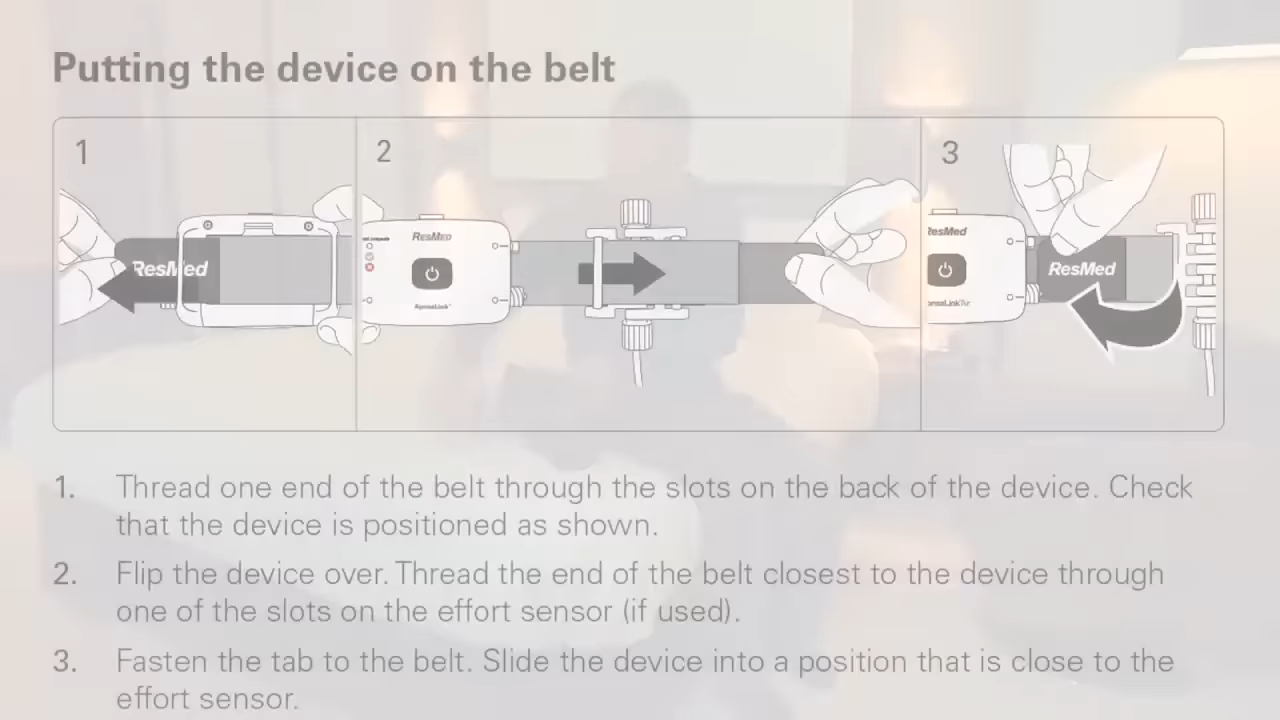 Putting the device on the belt
1
2
3
ResMed
ResMed
ResMed
ResMed
1. Thread one end of the belt through the slots on the back of the device. Check
that the device is positioned as shown.
2. Flip the device over. Thread the end of the belt closest to the device through
one of the slots on the effort sensor (if used).
3. Fasten the tab to the belt. Slide the device into a position that is close to the
effort sensor.